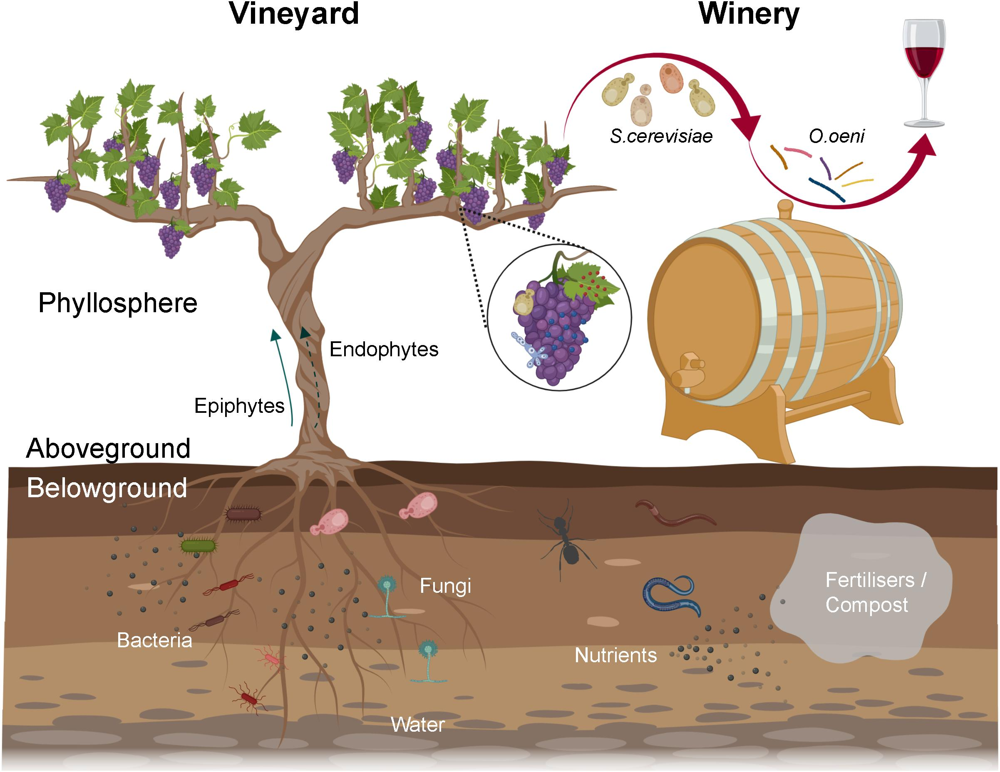 Vineyard
Winery
S.cerevisiae
O.oeni
Phyllosphere
Endophytes
Epiphytes
Aboveground
Belowground
Fungi
Fertilisers /
Compost
Bacteria
Nutrients
Water